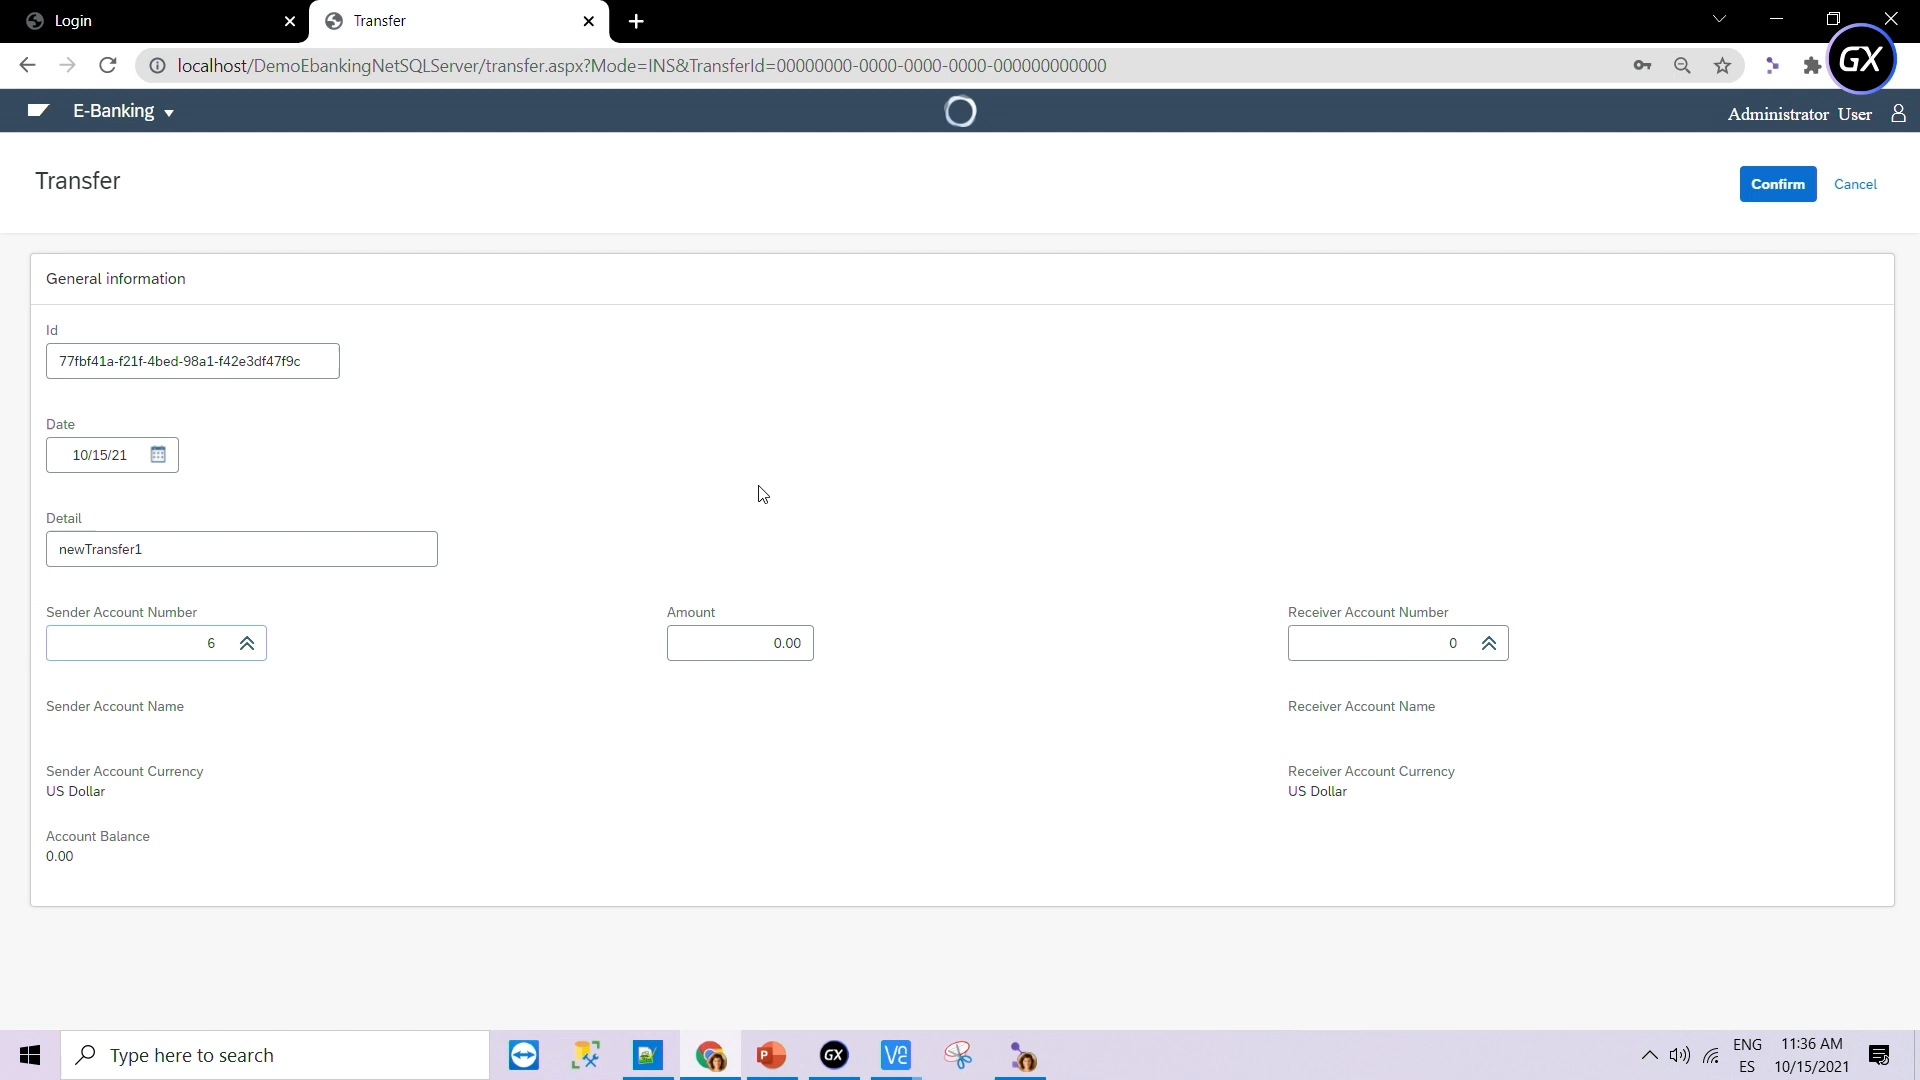 Login
Transfer
localhost/DemoEbankingNetSQLServer/transfer.aspx?Mode=INS&TransferId=00000000-0000-0000-0000-000000000000
GX
E-Banking
Administrator User
Transfer
Confirm
Cancel
General information
Id
77fbf41a-f21f-4bed-98a1-f42e3df47f9c
Date
10/15/21
Detail
newTransfer1
Sender Account Number
Amount
Receiver Account Number
6
0.00
0
Sender Account Name
Receiver Account Name
Sender Account Currency
Receiver Account Currency
US Dollar
US Dollar
Account Balance
0.00
Type here to search
P
GX
ENG
ES
11:36 AM
10/15/2021